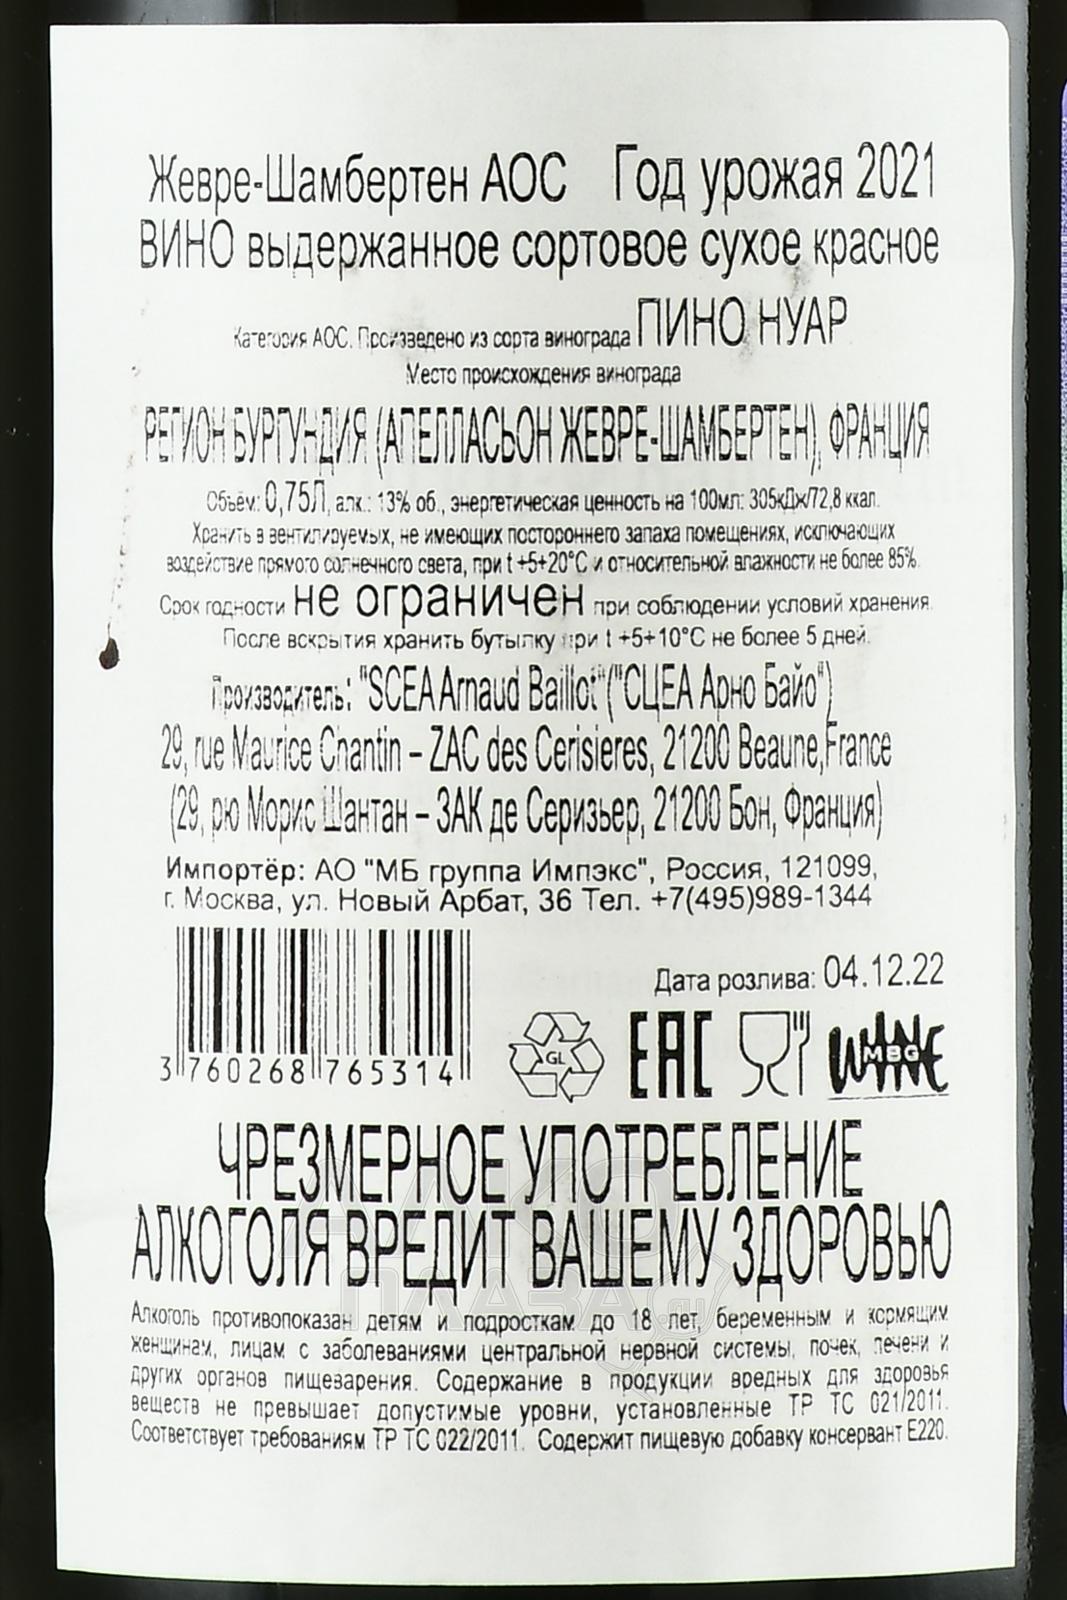 Жевре-Шамбертен АОС Год урожая 2021
ВИНО выдержанное сортовое сухое красное
Категория АОС. Произведено из сорта винограда ПИНО НУАР
Место происхождения винограда
РЕГИОН БУРГУНДИЯ (АПЕЛЛАСЬОН ЖЕВРЕ-ШАМБЕРТЕН), ФРАНЦИЯ
Объём: 0,75Л, алк.: 13% об., энергетическая ценность на 100мл: 305кДж/72,8 ккал.
Хранить в вентилируемых, не имеющих постороннего запаха помещениях, исключающих
воздействие прямого солнечного света, при t +5+20°С и относительной влажности не более 85%.
Срок годности не ограничен при соблюдении условий хранения.
После вскрытия хранить бутылку при t +5+10°С не более 5 дней.
Производитель: "SCEA Arnaud Baillot" ("СЦЕА Арно Байо")
29, rue Maurice Chantin – ZAC des Cerisieres, 21200 Beaune,France
(29, рю Морис Шантан – ЗАК де Серизьер, 21200 Бон, Франция)
Импортёр: АО "МБ группа Импэкс", Россия, 121099,
г. Москва, ул. Новый Арбат, 36 Тел. +7(495)989-1344
Дата розлива: 04.12.22
3 760268 765314
GL
EAC
WINE
MBG
ЧРЕЗМЕРНОЕ УПОТРЕБЛЕНИЕ
АЛКОГОЛЯ ВРЕДИТ ВАШЕМУ ЗДОРОВЬЮ
Алкоголь противопоказан детям и подросткам до 18 лет, беременным и кормящим
женщинам, лицам с заболеваниями центральной нервной системы, почек, печени и
других органов пищеварения. Содержание в продукции вредных для здоровья
веществ не превышает допустимые уровни, установленные ТР ТС 021/2011.
Соответствует требованиям ТР ТС 022/2011. Содержит пищевую добавку консервант Е220.
АЛКО
ПЛАЗА.ru